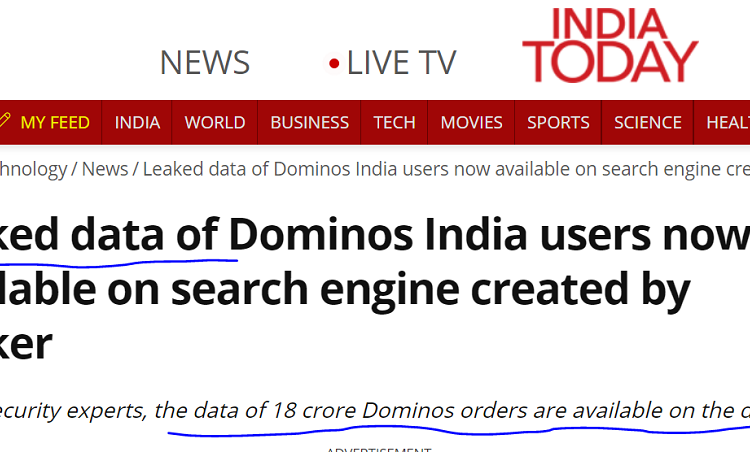 INDIA
TODAY
NEWS
LIVE TV
MY FEED INDIA WORLD BUSINESS TECH MOVIES SPORTS SCIENCE HEAL
hnology / News / Leaked data of Dominos India users now available on search engine cre
ked data of Dominos India users now
lable on search engine created by
ker
ecurity experts, the data of 18 crore Dominos orders are available on the d
ADVERTISEMENT